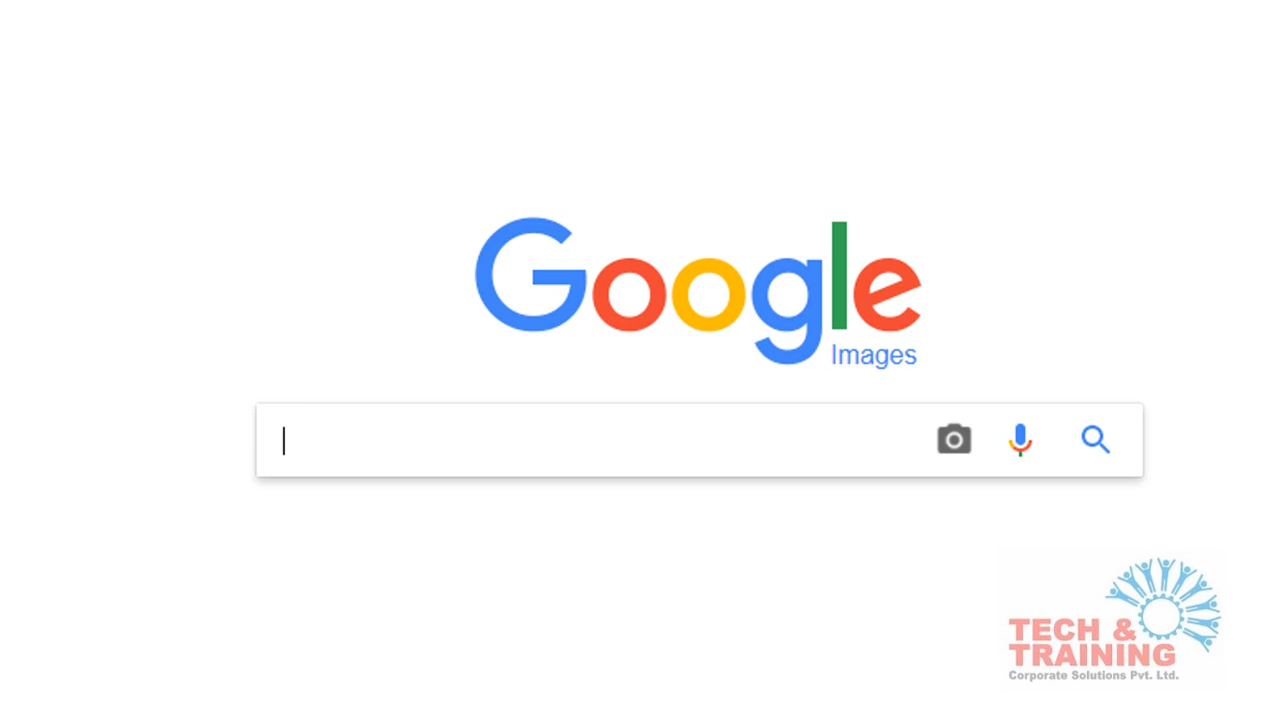 Google
Images
TECH &
TRAINING
Corporate Solutions Pvt. Ltd.